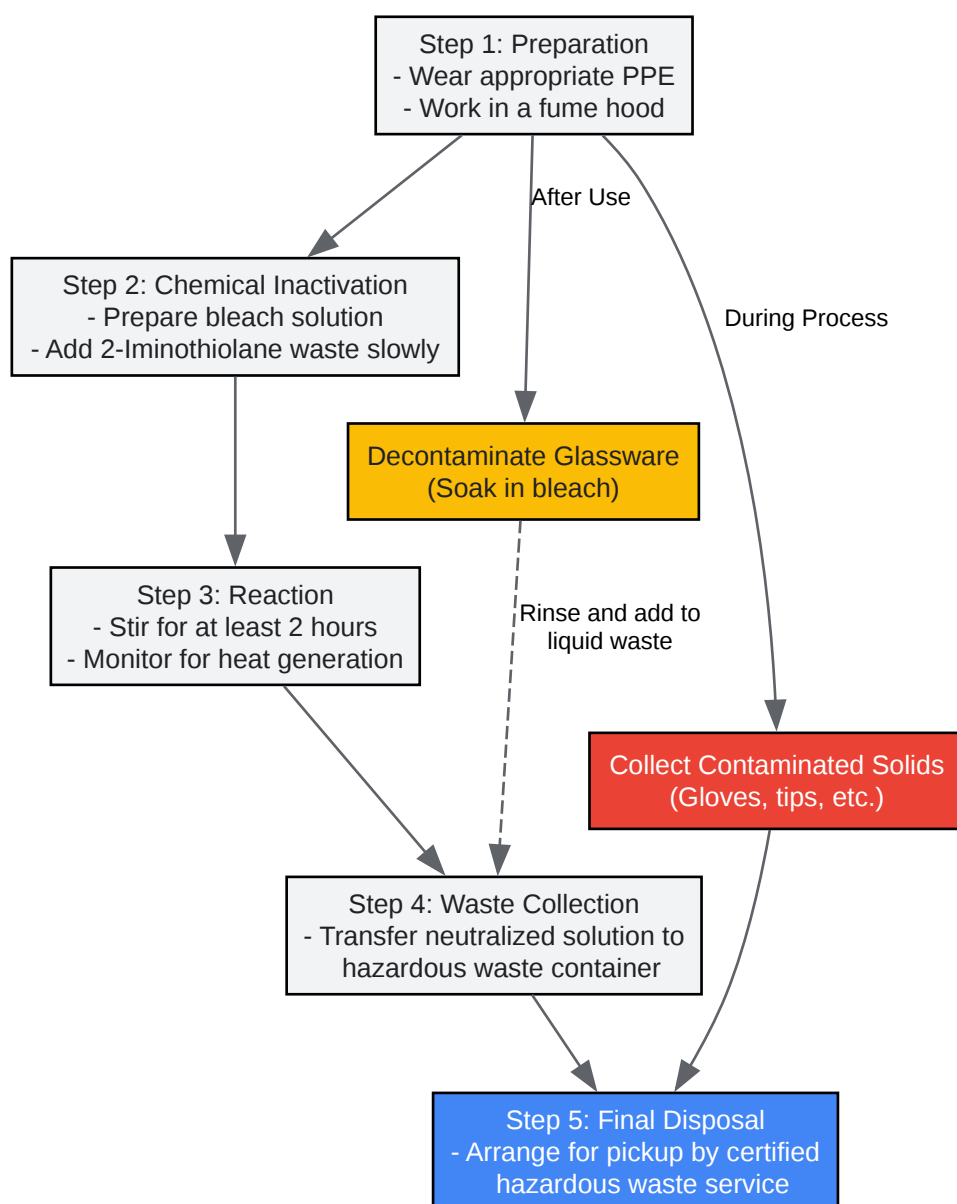 Step 1: Preparation
- Wear appropriate PPE
- Work in a fume hood
After Use
Step 2: Chemical Inactivation
- Prepare bleach solution
- Add 2-Iminothiolane waste slowly
During Process
Decontaminate Glassware
(Soak in bleach)
Step 3: Reaction
- Stir for at least 2 hours
- Monitor for heat generation
Rinse and add to
liquid waste
Collect Contaminated Solids
(Gloves, tips, etc.)
Step 4: Waste Collection
- Transfer neutralized solution to
hazardous waste container
Step 5: Final Disposal
- Arrange for pickup by certified
hazardous waste service